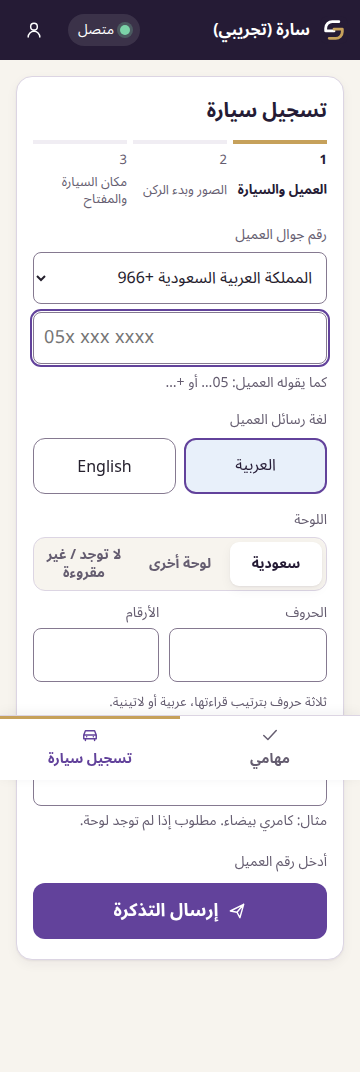 سارة (تجريبي)
متصل
تسجيل سيارة
1
2
3
العميل والسيارة
الصور وبدء الركن
مكان السيارة والمفتاح
رقم جوال العميل
المملكة العربية السعودية +966
05x xxx xxxx
كما يقوله العميل: 05... أو +...
لغة رسائل العميل
العربية
English
اللوحة
سعودية
لوحة أخرى
لا توجد / غير مقروءة
الحروف
الأرقام
ثلاثة حروف بترتيب قراءتها، عربية أو لاتينية.
مهامي
تسجيل سيارة
مثال: كامري بيضاء. مطلوب إذا لم توجد لوحة.
أدخل رقم العميل
إرسال التذكرة